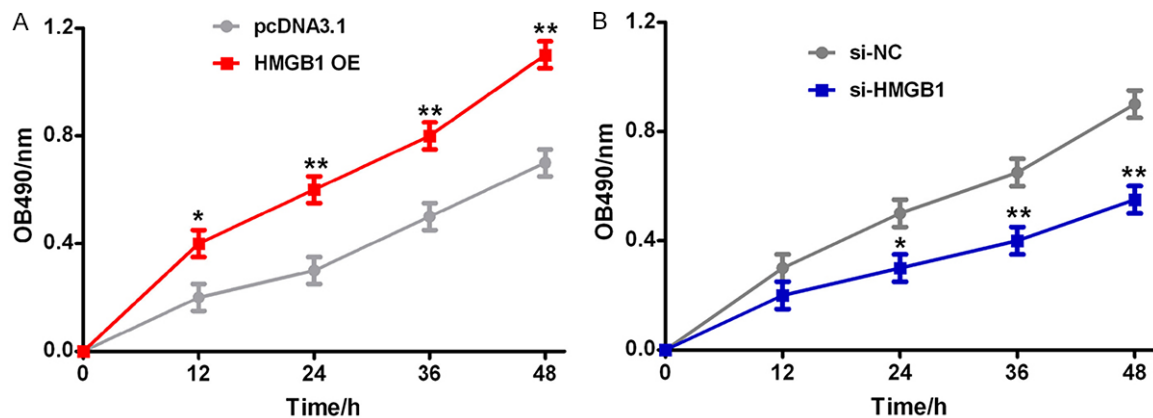 A
pcDNA3.1
HMGB1 OE
OB490/nm
1.2
0.8
0.4
0.0
*
**
**
**
0
12
24
36
48
Time/h
B
si-NC
si-HMGB1
OB490/nm
1.2
0.8
0.4
0.0
*
**
**
0
12
24
36
48
Time/h